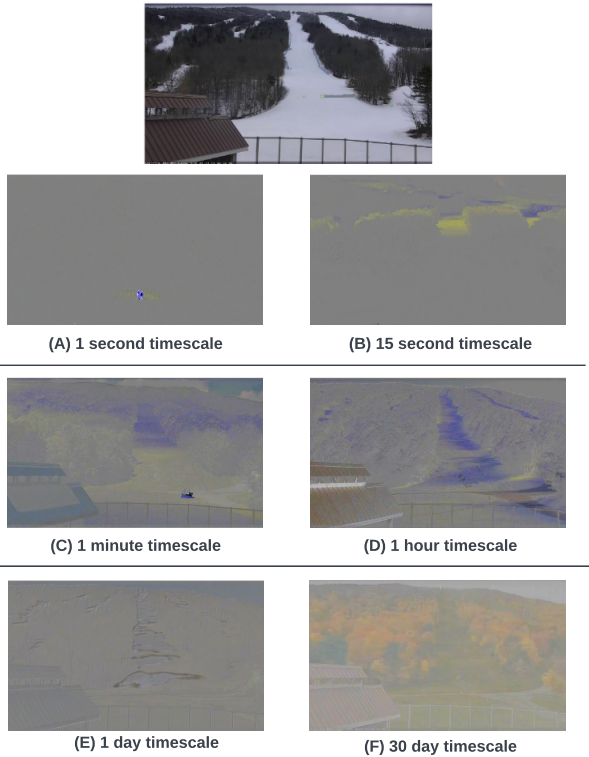 (A) 1 second timescale
(B) 15 second timescale
(C) 1 minute timescale
(D) 1 hour timescale
(E) 1 day timescale
(F) 30 day timescale